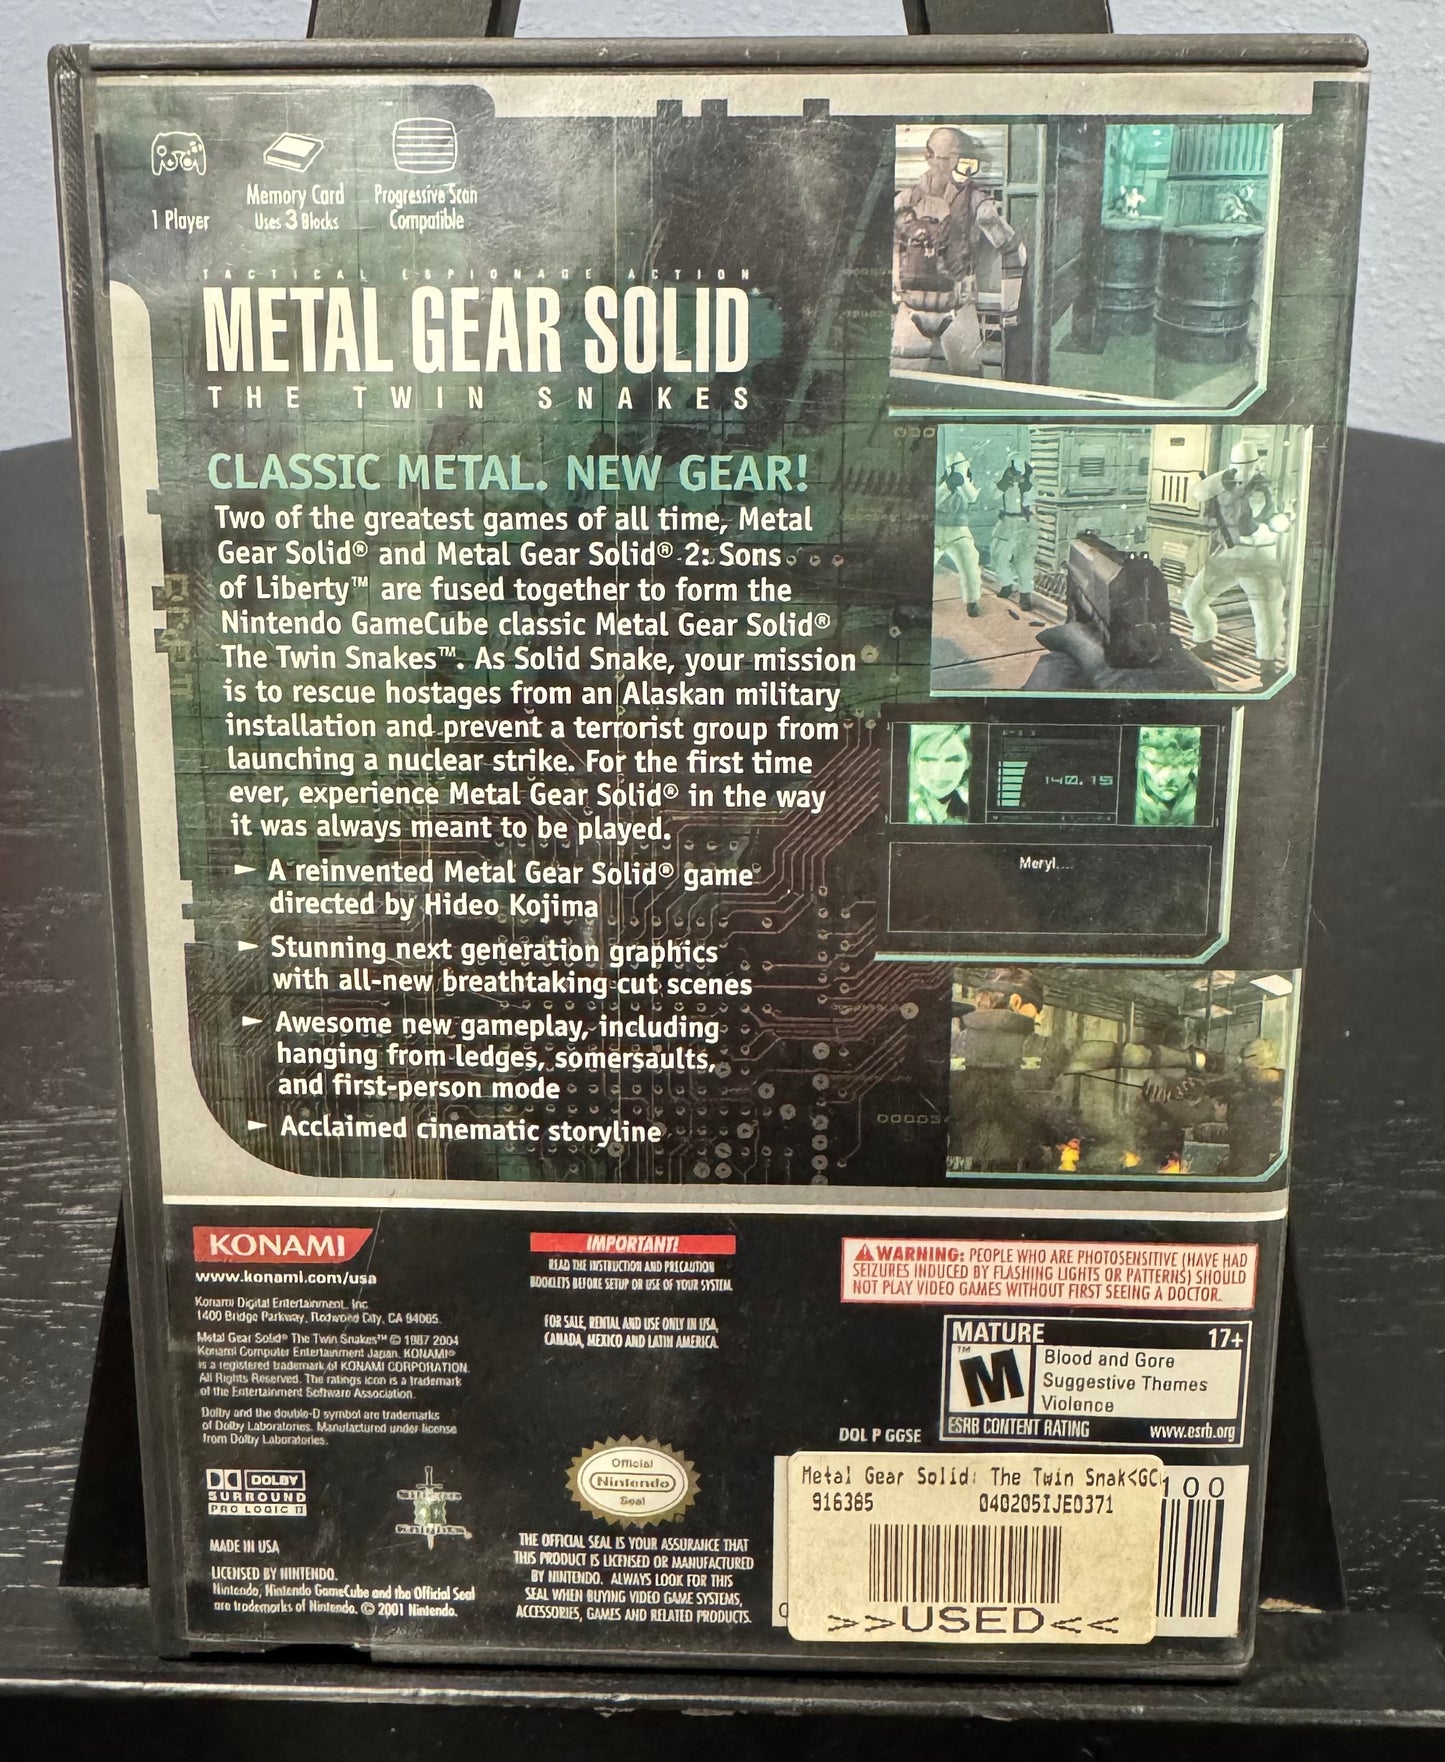 1 Player
Memory Card
Uses 3 Blocks
Progressive Scan
Compatible
TACTICAL ESPIONAGE ACTION
METAL GEAR SOLID
THE TWIN SNAKES
CLASSIC METAL. NEW GEAR!
Two of the greatest games of all time, Metal
Gear Solid® and Metal Gear Solid® 2: Sons
of Liberty™ are fused together to form the
Nintendo GameCube classic Metal Gear Solid®
The Twin Snakes™. As Solid Snake, your mission
is to rescue hostages from an Alaskan military
installation and prevent a terrorist group from
launching a nuclear strike. For the first time
ever, experience Metal Gear Solid® in the way
it was always meant to be played.
► A reinvented Metal Gear Solid® game
directed by Hideo Kojima
► Stunning next generation graphics
with all-new breathtaking cut scenes
► Awesome new gameplay, including
hanging from ledges, somersaults,
and first-person mode
► Acclaimed cinematic storyline
140.15
Meryl....
KONAMI
www.konami.com/usa
Konami Digital Entertainment, Inc.
1400 Bridge Parkway, Redwood City, CA 94065.
Metal Gear Solid® The Twin Snakes™ © 1987 2004
Konami Computer Entertainment Japan. KONAMI®
is a registered trademark of KONAMI CORPORATION.
All Rights Reserved. The ratings icon is a trademark
of the Entertainment Software Association.
Dolby and the double-D symbol are trademarks
of Dolby Laboratories. Manufactured under license
from Dolby Laboratories.
DOLBY
SURROUND
PRO LOGIC II
MADE IN USA
LICENSED BY NINTENDO.
Nintendo, Nintendo GameCube and the Official Seal
are trademarks of Nintendo. © 2001 Nintendo.
IMPORTANT!
READ THE INSTRUCTION AND PRECAUTION
BOOKLETS BEFORE SETUP OR USE OF YOUR SYSTEM.
FOR SALE, RENTAL AND USE ONLY IN USA,
CANADA, MEXICO AND LATIN AMERICA.
Official
Nintendo
Seal
THE OFFICIAL SEAL IS YOUR ASSURANCE THAT
THIS PRODUCT IS LICENSED OR MANUFACTURED
BY NINTENDO. ALWAYS LOOK FOR THIS
SEAL WHEN BUYING VIDEO GAME SYSTEMS,
ACCESSORIES, GAMES AND RELATED PRODUCTS.
WARNING: PEOPLE WHO ARE PHOTOSENSITIVE (HAVE HAD
SEIZURES INDUCED BY FLASHING LIGHTS OR PATTERNS) SHOULD
NOT PLAY VIDEO GAMES WITHOUT FIRST SEEING A DOCTOR.
MATURE 17+
M™
Blood and Gore
Suggestive Themes
Violence
ESRB CONTENT RATING www.esrb.org
DOL P GGSE
Metal Gear Solid: The Twin Snak<GC
916385 040205IJE0371
>>USED<<
100
0